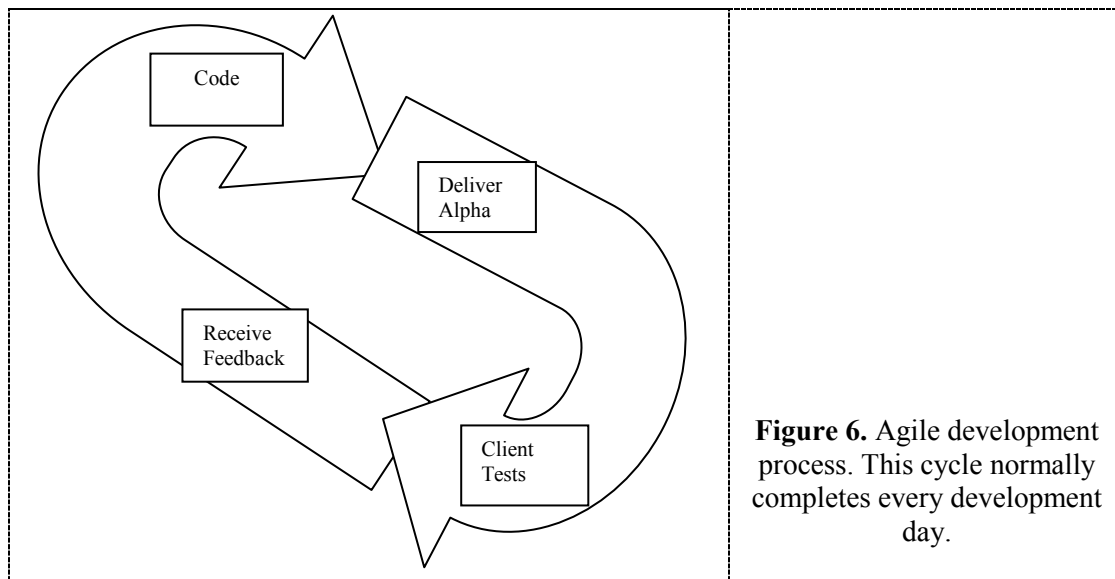 Code
Deliver
Alpha
Receive
Feedback
Client
Tests
Figure 6. Agile development
process. This cycle normally
completes every development
day.